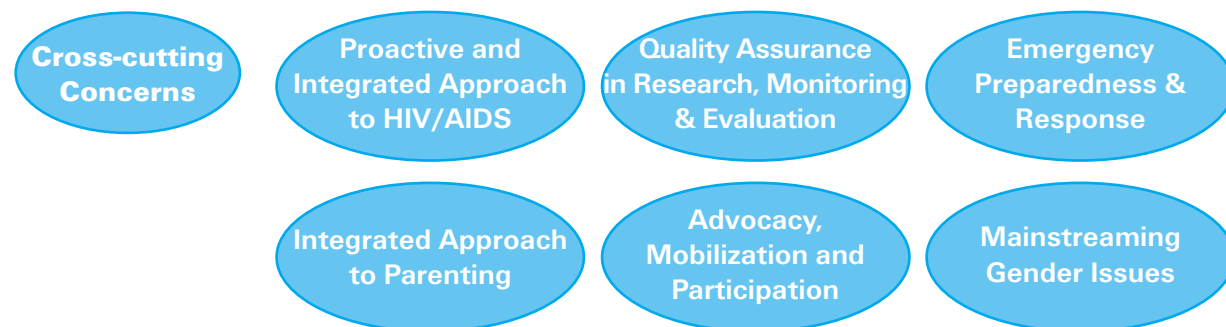 Cross-cutting
Concerns
Proactive and
Integrated Approach
to HIV/AIDS
Quality Assurance
in Research, Monitoring
& Evaluation
Emergency
Preparedness &
Response
Integrated Approach
to Parenting
Advocacy,
Mobilization and
Participation
Mainstreaming
Gender Issues